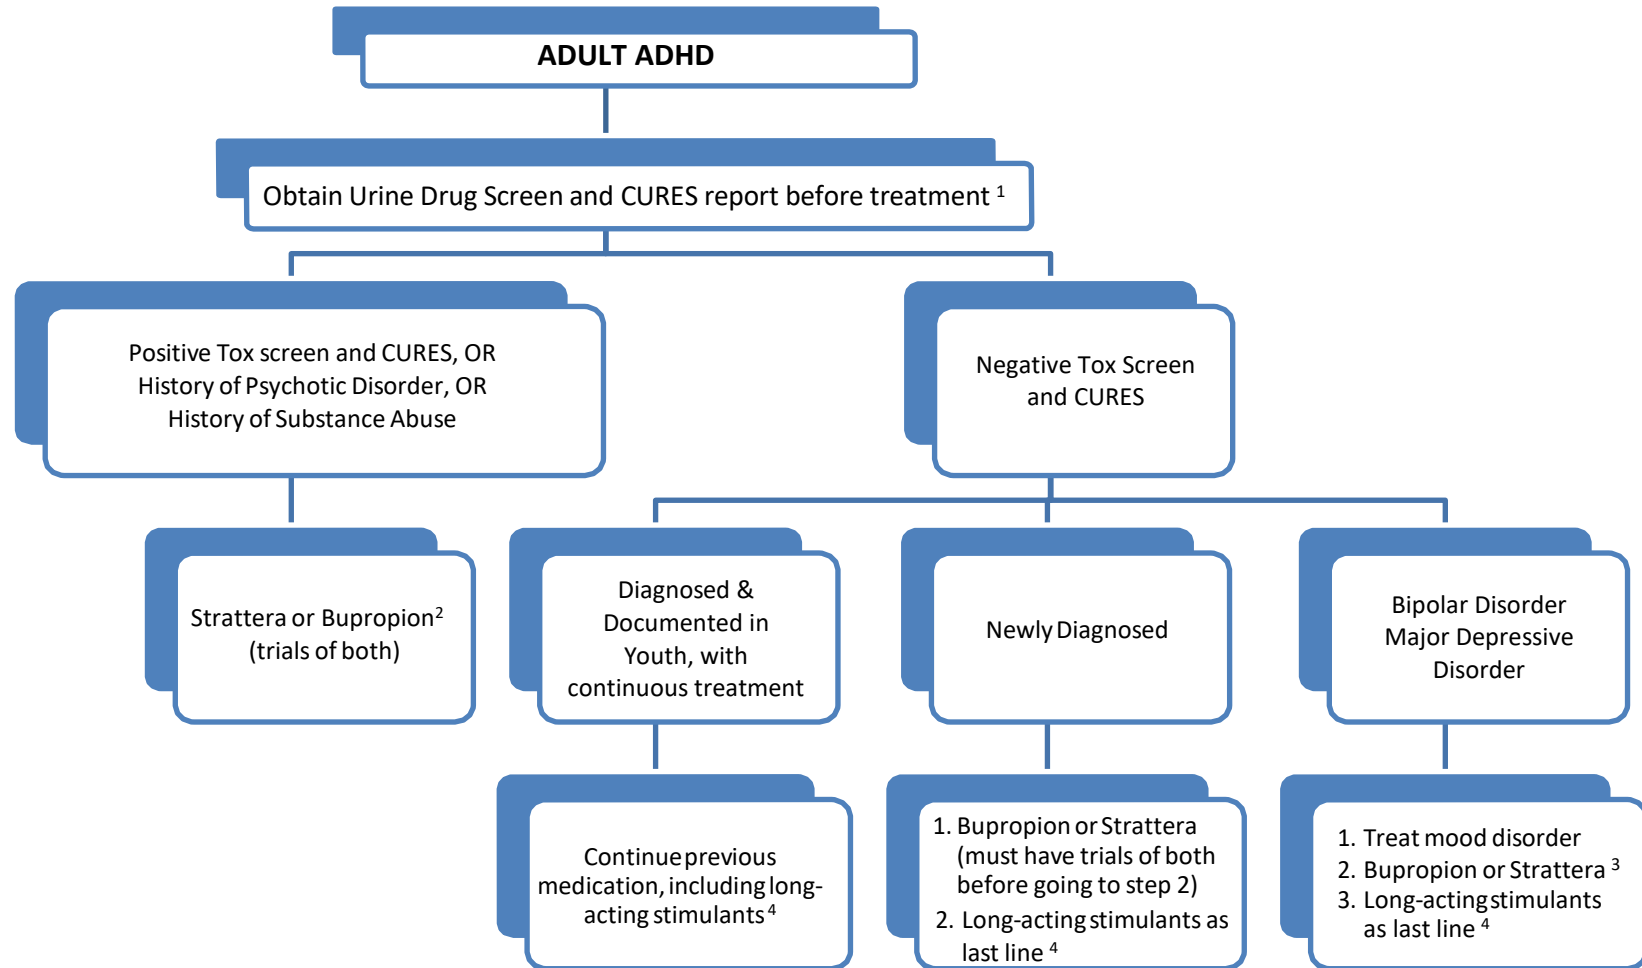 ADULT ADHD
Obtain Urine Drug Screen and CURES report before treatment 1
Positive Tox screen and CURES, OR
History of Psychotic Disorder, OR
History of Substance Abuse
Negative Tox Screen
and CURES
Strattera or Bupropion2
(trials of both)
Diagnosed &
Documented in
Youth, with
continuous treatment
Newly Diagnosed
Bipolar Disorder
Major Depressive
Disorder
Continue previous
medication, including long-
acting stimulants 4
1. Bupropion or Strattera
(must have trials of both
before going to step 2)
2. Long-acting stimulants as
last line 4
1. Treat mood disorder
2. Bupropion or Strattera 3
3. Long-acting stimulants
as last line 4